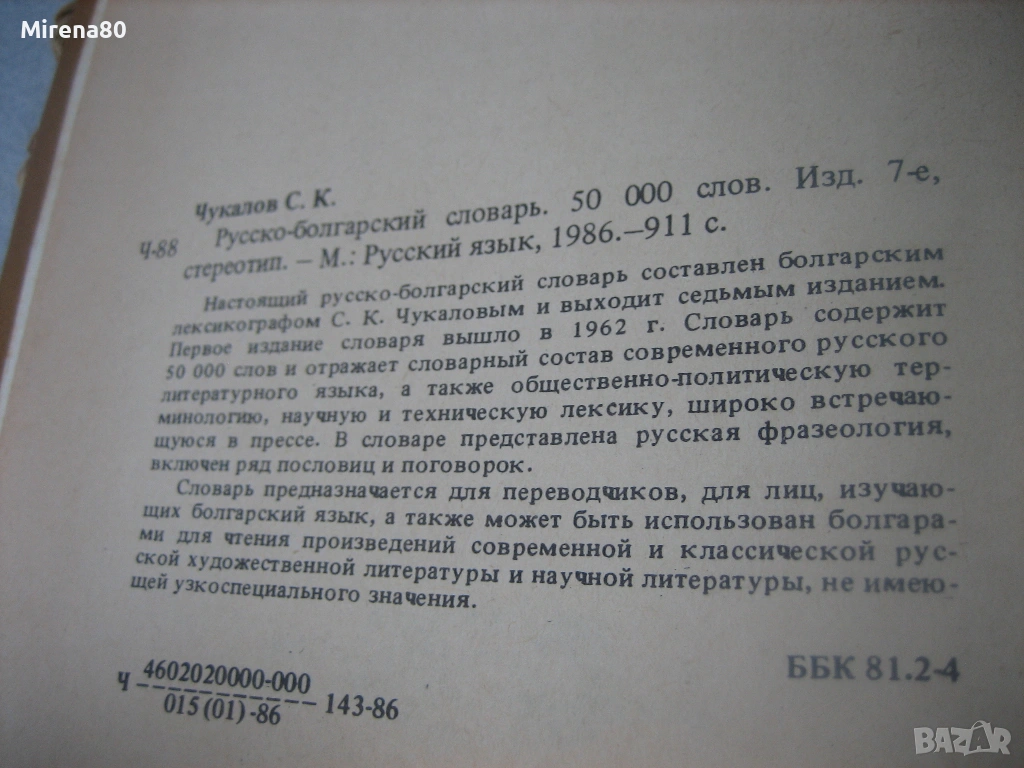 Mirena80
Чукалов С. К.
Ч-88 Русско-болгарский словарь. 50 000 слов. Изд. 7-е,
стереотип. — М.: Русский язык, 1986.—911 с.
Настоящий русско-болгарский словарь составлен болгарским
лексикографом С. К. Чукаловым и выходит седьмым изданием.
Первое издание словаря вышло в 1962 г. Словарь содержит
50 000 слов и отражает словарный состав современного русского
литературного языка, а также общественно-политическую тер-
минологию, научную и техническую лексику, широко встречаю-
щуюся в прессе. В словаре представлена русская фразеология,
включен ряд пословиц и поговорок.
Словарь предназначается для переводчиков, для лиц, изучаю-
щих болгарский язык, а также может быть использован болгара-
ми для чтения произведений современной и классической рус-
ской художественной литературы и научной литературы, не имею-
щей узкоспециального значения.
Ч 4602020000-000
015(01)-86 143-86
ББК 81.2-4
BAZAR